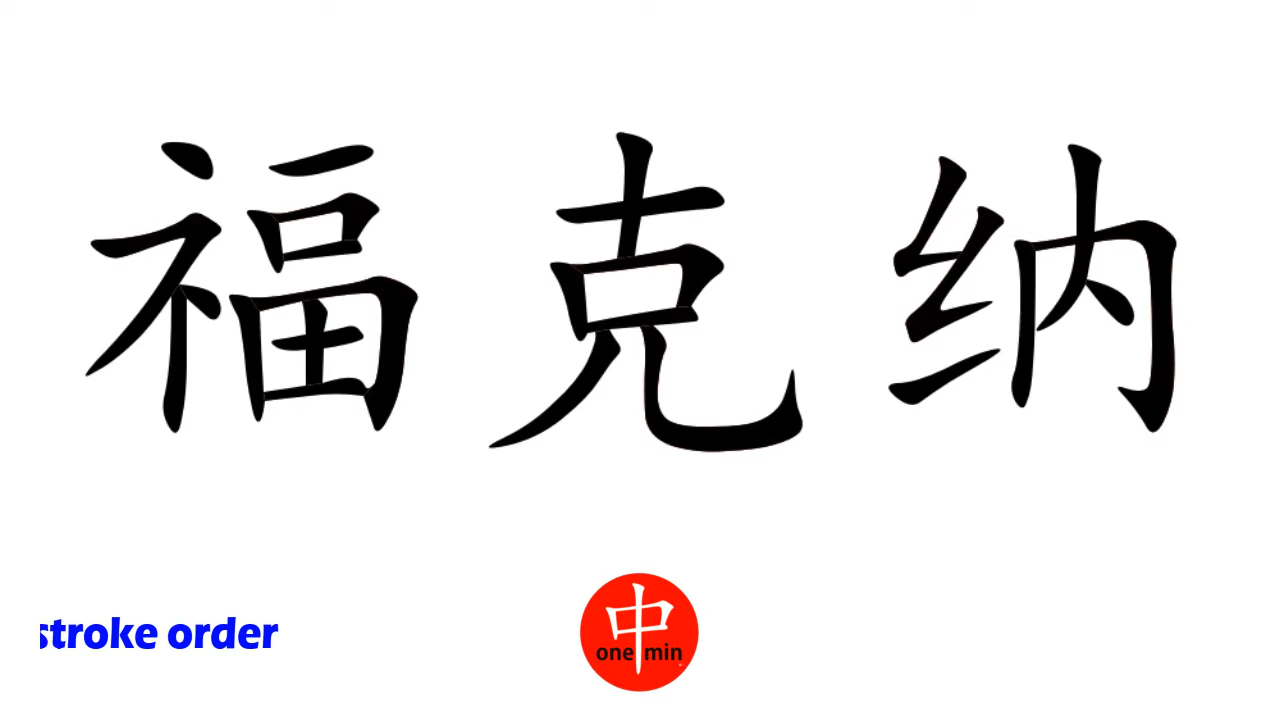 福克纳
stroke order
中
one min